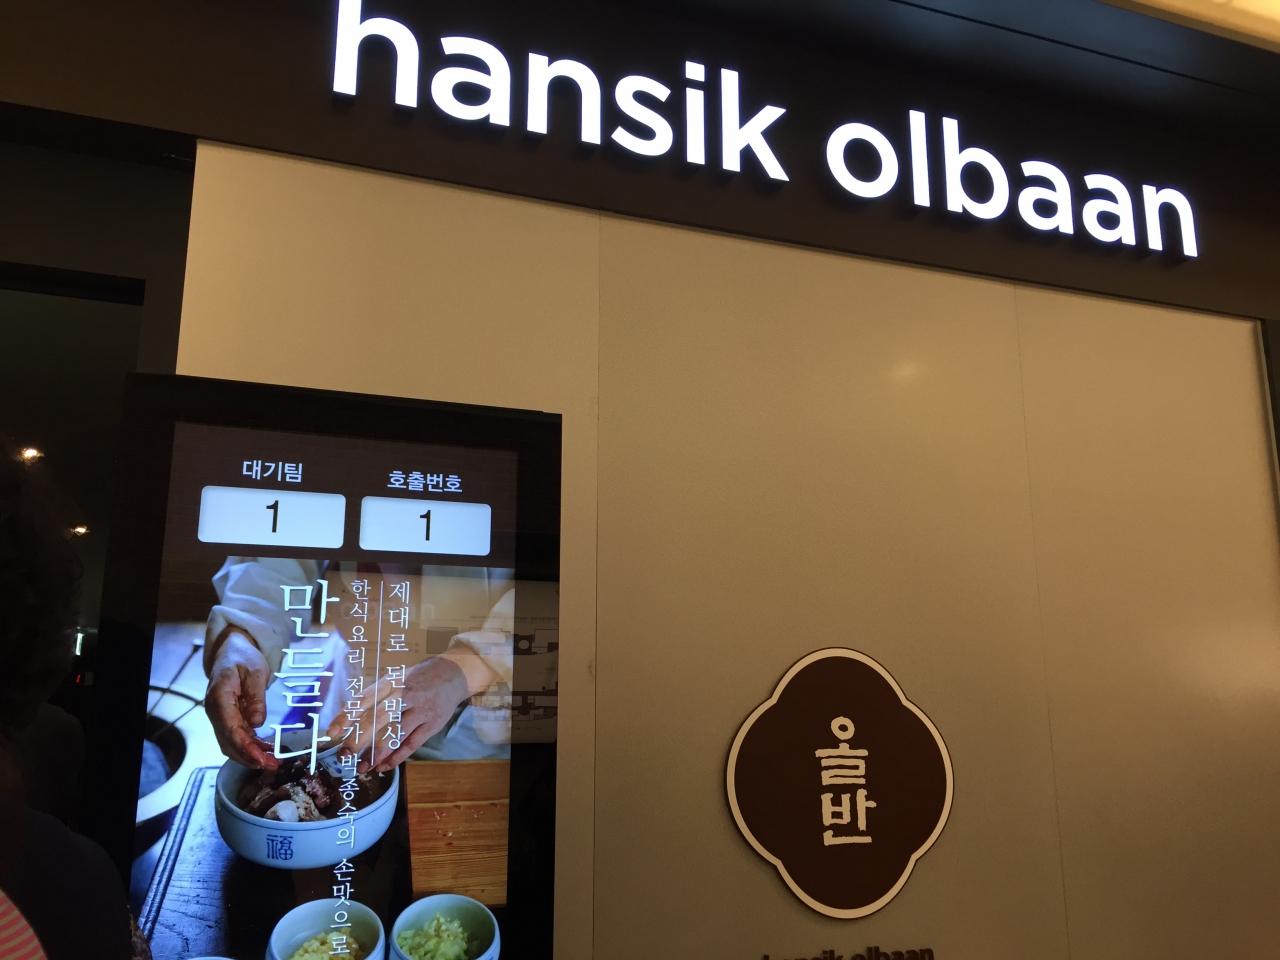 hansik olbaan
대기팀
호출번호
1
1
제대로 된 밥상
한식요리 전문가 박종숙의 손맛으로
만들다
福
올반
hansik olbaan